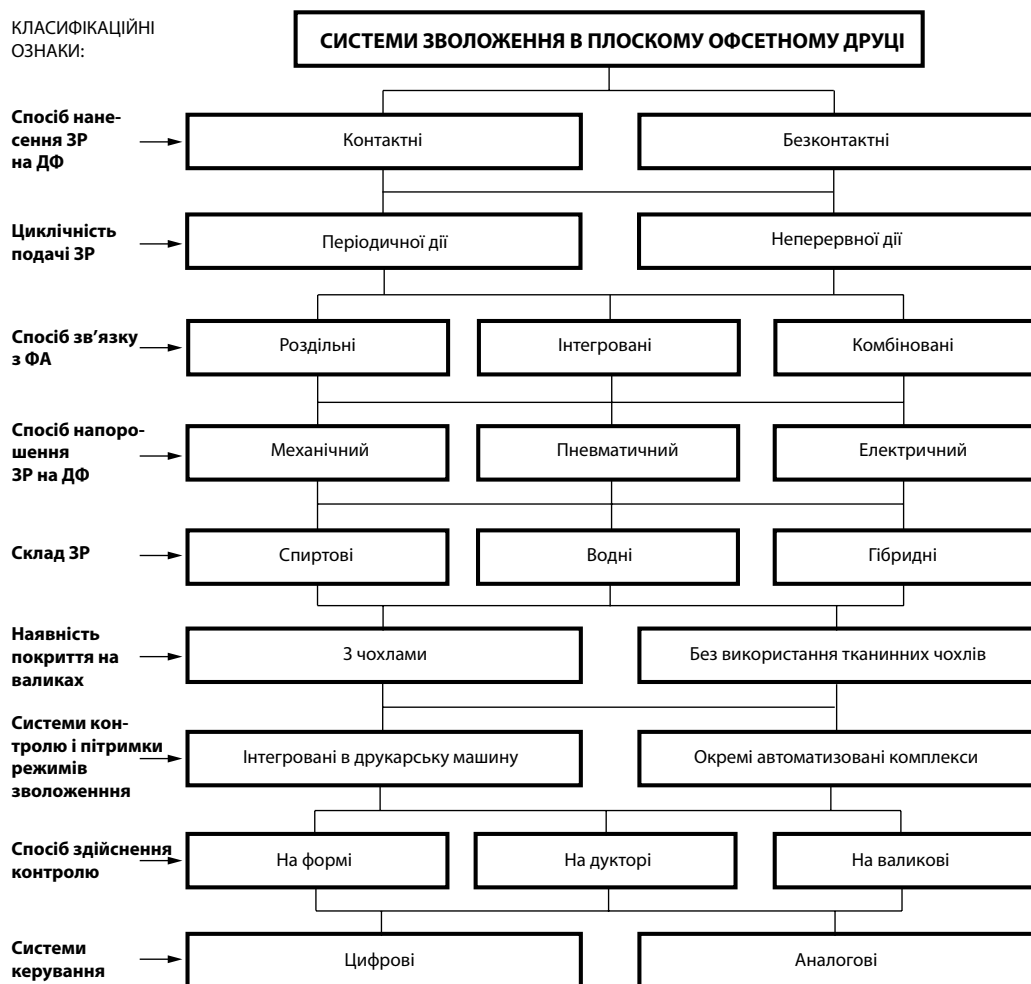 КЛАСИФІКАЦІЙНІ
ОЗНАКИ:
СИСТЕМИ ЗВОЛОЖЕННЯ В ПЛОСКОМУ ОФСЕТНОМУ ДРУЦІ
Спосіб нане-
сення ЗР
на ДФ
Контактні
Безконтактні
Циклічність
подачі ЗР
Періодичної дії
Неперервної дії
Спосіб зв’язку
з ФА
Роздільні
Інтегровані
Комбіновані
Спосіб напоро-
шення
ЗР на ДФ
Механічний
Пневматичний
Електричний
Склад ЗР
Спиртові
Водні
Гібридні
Наявність
покриття на
валиках
З чохлами
Без використання тканинних чохлів
Системи кон-
тролю і пітримки
режимів
зволоженння
Інтегровані в друкарську машину
Окремі автоматизовані комплекси
Спосіб здійснення
контролю
На формі
На дукторі
На валикові
Системи
керування
Цифрові
Аналогові